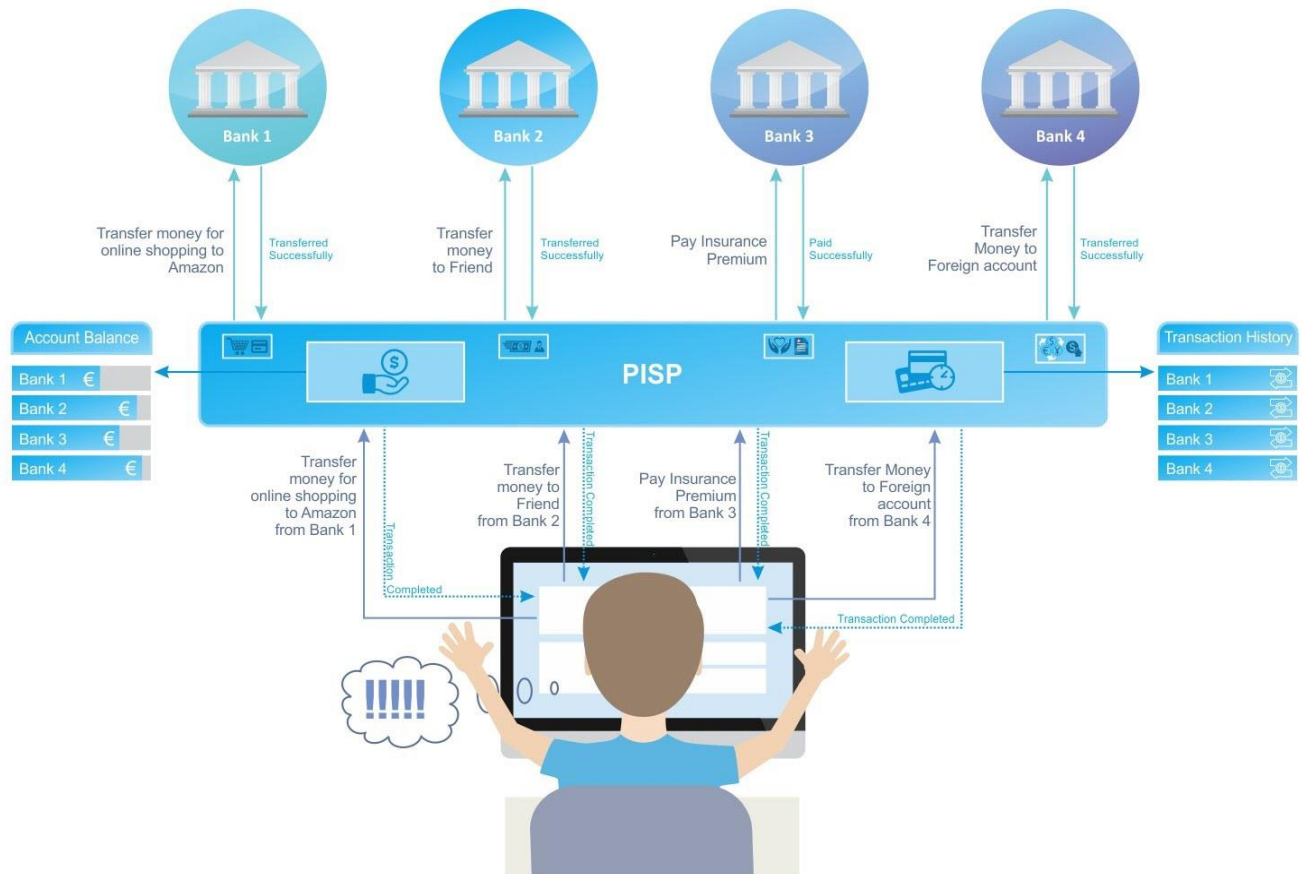 Bank 1
Bank 2
Bank 3
Bank 4
Transfer money for
online shopping to
Amazon
Transferred
Successfully
Transfer
money
to Friend
Transferred
Successfully
Pay Insurance
Premium
Paid
Successfully
Transfer
Money to
Foreign account
Transferred
Successfully
Account Balance
Bank 1 €
Bank 2 €
Bank 3 €
Bank 4 €
PISP
Transaction History
Bank 1
Bank 2
Bank 3
Bank 4
Transfer
money for
online shopping
to Amazon
from Bank 1
Transaction
Completed
Transfer
money to
Friend
from Bank 2
Transaction Completed
Pay Insurance
Premium
from Bank 3
Transaction Completed
Transfer Money
to Foreign
account
from Bank 4
Transaction Completed
!!!!!